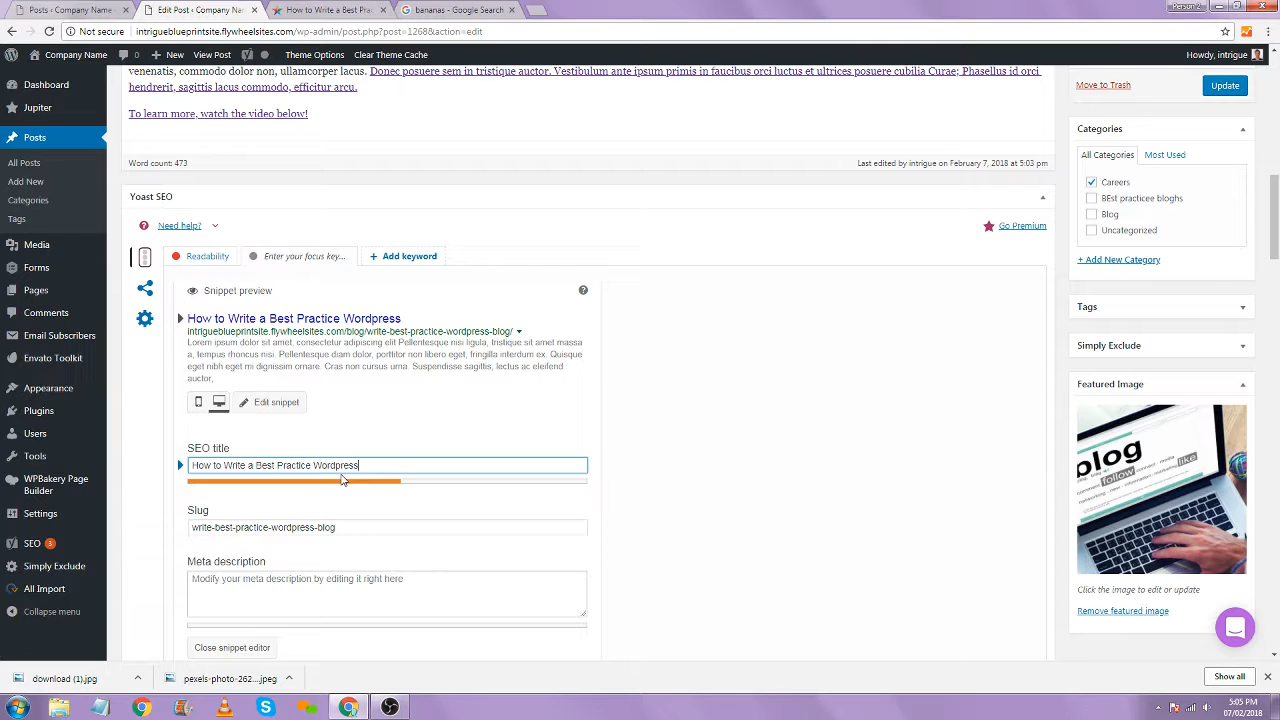 Posts ‹ Company Name
Edit Post ‹ Company Name
How to Write a Best Prac
bananas - Google Search
Person 2
Not secure
intrigueblueprintsite.flywheelsites.com/wp-admin/post.php?post=1268&action=edit
Company Name
0
New
View Post
Theme Options
Clear Theme Cache
Howdy, intrigue
Dashboard
Jupiter
Posts
All Posts
Add New
Categories
Tags
Media
Forms
Pages
Comments
Email Subscribers
Envato Toolkit
Appearance
Plugins
Users
Tools
WPBakery Page
Builder
Settings
SEO 3
Simply Exclude
All Import
Collapse menu
venenatis, commodo dolor non, ullamcorper lacus. Donec posuere sem in tristique auctor. Vestibulum ante ipsum primis in faucibus orci luctus et ultrices posuere cubilia Curae; Phasellus id orci
hendrerit, sagittis lacus commodo, efficitur arcu.
To learn more, watch the video below!
Word count: 473
Last edited by intrigue on February 7, 2018 at 5:03 pm
Yoast SEO
Need help?
Go Premium
Readability
Enter your focus key...
+ Add keyword
Snippet preview
How to Write a Best Practice Wordpress
intrigueblueprintsite.flywheelsites.com/blog/write-best-practice-wordpress-blog/
Lorem ipsum dolor sit amet, consectetur adipiscing elit Pellentesque nisi ligula, tristique sit amet massa
a, tempus rhoncus nisi. Pellentesque diam dolor, porttitor non libero eget, fringilla interdum ex. Quisque
eget nibh eget mi dignissim ornare. Cras non cursus urna. Suspendisse sagittis, lectus ac eleifend
auctor,
Edit snippet
SEO title
How to Write a Best Practice Wordpress
Slug
write-best-practice-wordpress-blog
Meta description
Modify your meta description by editing it right here
Close snippet editor
Move to Trash
Update
Categories
All Categories
Most Used
Careers
BEst practicee bloghs
Blog
Uncategorized
+ Add New Category
Tags
Simply Exclude
Featured Image
blog
follow
comment
like
Click the image to edit or update
Remove featured image
download (1).jpg
pexels-photo-262....jpeg
Show all
5:05 PM
07/02/2018